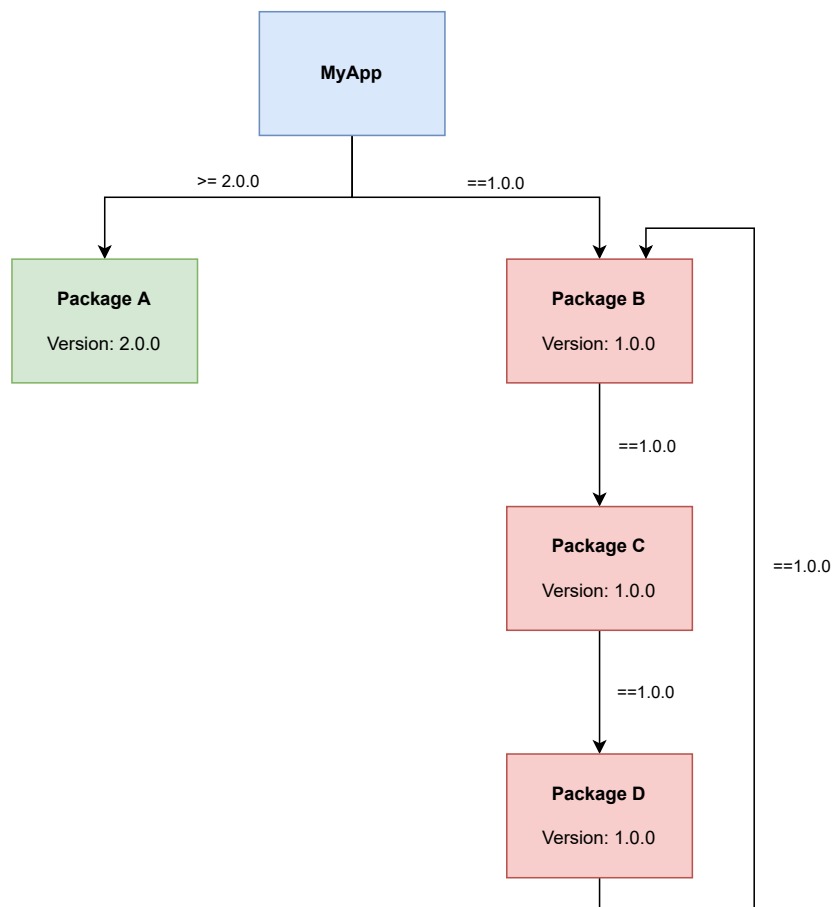 MyApp
>= 2.0.0
==1.0.0
Package A
Version: 2.0.0
Package B
Version: 1.0.0
==1.0.0
Package C
Version: 1.0.0
==1.0.0
==1.0.0
Package D
Version: 1.0.0